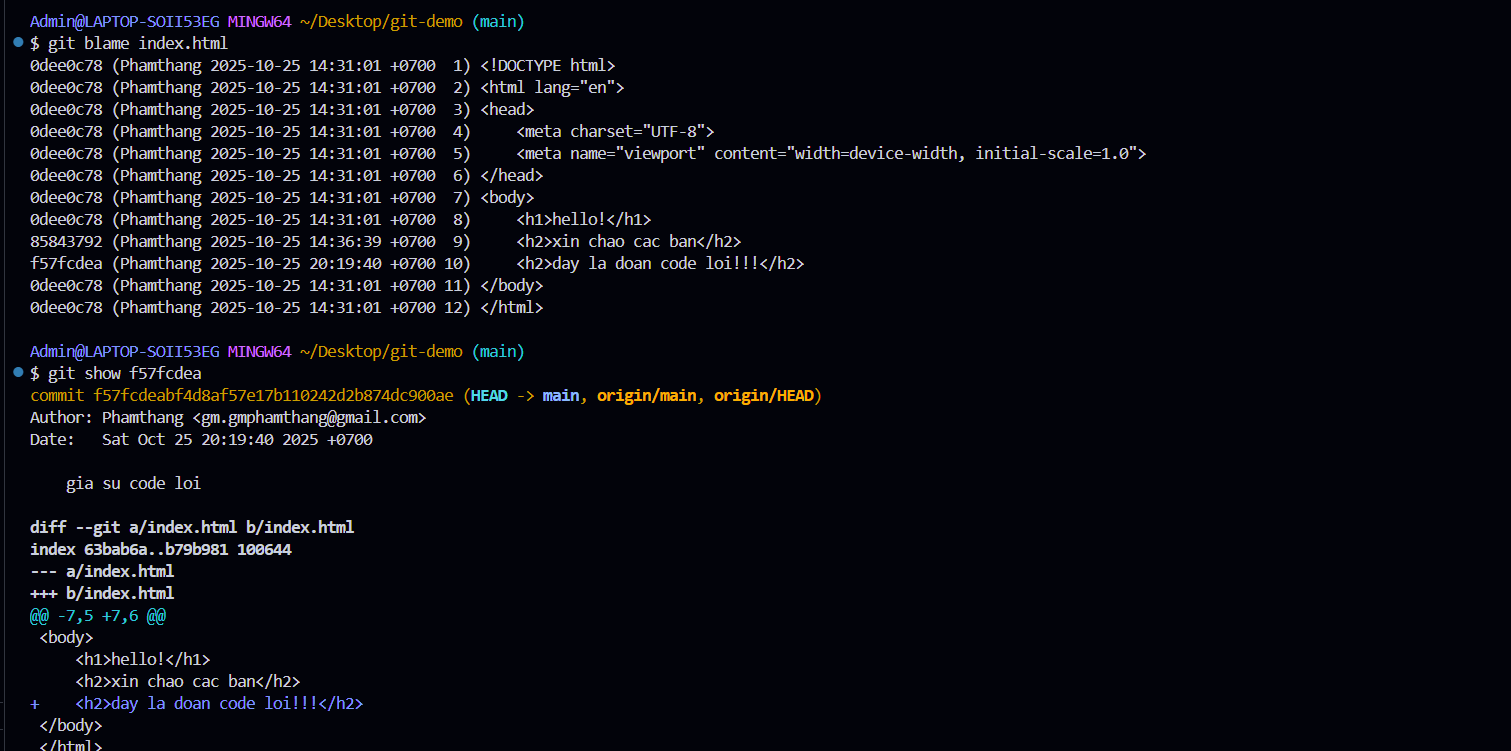 Admin@LAPTOP-SOII53EG MINGW64 ~/Desktop/git-demo (main)
$ git blame index.html
0dee0c78 (Phamthang 2025-10-25 14:31:01 +0700  1) <!DOCTYPE html>
0dee0c78 (Phamthang 2025-10-25 14:31:01 +0700  2) <html lang="en">
0dee0c78 (Phamthang 2025-10-25 14:31:01 +0700  3) <head>
0dee0c78 (Phamthang 2025-10-25 14:31:01 +0700  4)     <meta charset="UTF-8">
0dee0c78 (Phamthang 2025-10-25 14:31:01 +0700  5)     <meta name="viewport" content="width=device-width, initial-scale=1.0">
0dee0c78 (Phamthang 2025-10-25 14:31:01 +0700  6) </head>
0dee0c78 (Phamthang 2025-10-25 14:31:01 +0700  7) <body>
0dee0c78 (Phamthang 2025-10-25 14:31:01 +0700  8)     <h1>hello!</h1>
85843792 (Phamthang 2025-10-25 14:36:39 +0700  9)     <h2>xin chao cac ban</h2>
f57fcdea (Phamthang 2025-10-25 20:19:40 +0700 10)     <h2>day la doan code loi!!!</h2>
0dee0c78 (Phamthang 2025-10-25 14:31:01 +0700 11) </body>
0dee0c78 (Phamthang 2025-10-25 14:31:01 +0700 12) </html>
Admin@LAPTOP-SOII53EG MINGW64 ~/Desktop/git-demo (main)
$ git show f57fcdea
commit f57fcdeabf4d8af57e17b110242d2b874dc900ae (HEAD -> main, origin/main, origin/HEAD)
Author: Phamthang <gm.gmphamthang@gmail.com>
Date:   Sat Oct 25 20:19:40 2025 +0700
    gia su code loi
diff --git a/index.html b/index.html
index 63bab6a..b79b981 100644
--- a/index.html
+++ b/index.html
@@ -7,5 +7,6 @@
 <body>
     <h1>hello!</h1>
     <h2>xin chao cac ban</h2>
+    <h2>day la doan code loi!!!</h2>
 </body>
 </html>